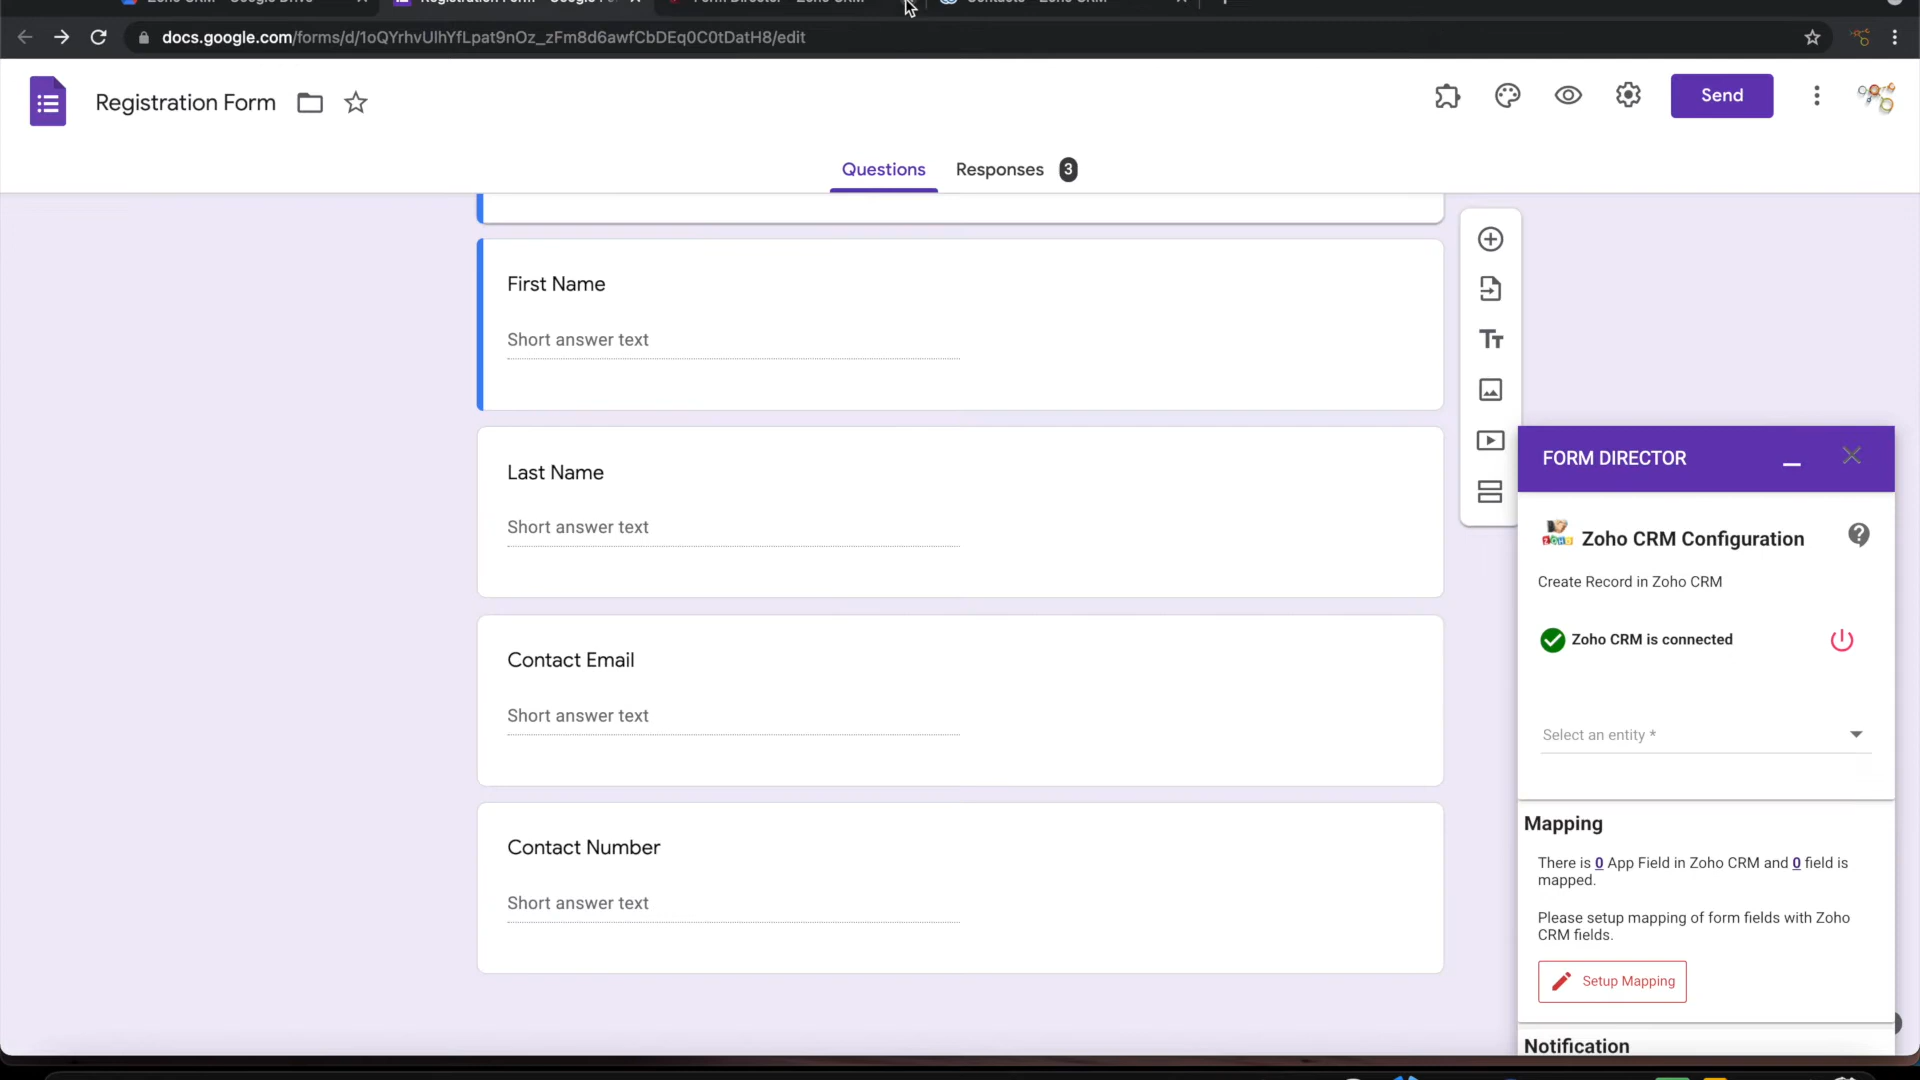 docs.google.com/forms/d/1oQYrhvUlhYfLpat9nOz_zFm8d6awfCbDEq0C0tDatH8/edit
Registration Form
Send
Questions
Responses 3
First Name
Short answer text
Last Name
Short answer text
Contact Email
Short answer text
Contact Number
Short answer text
FORM DIRECTOR
Zoho CRM Configuration
Create Record in Zoho CRM
Zoho CRM is connected
Select an entity *
Mapping
There is 0 App Field in Zoho CRM and 0 field is
mapped.
Please setup mapping of form fields with Zoho
CRM fields.
Setup Mapping
Notification